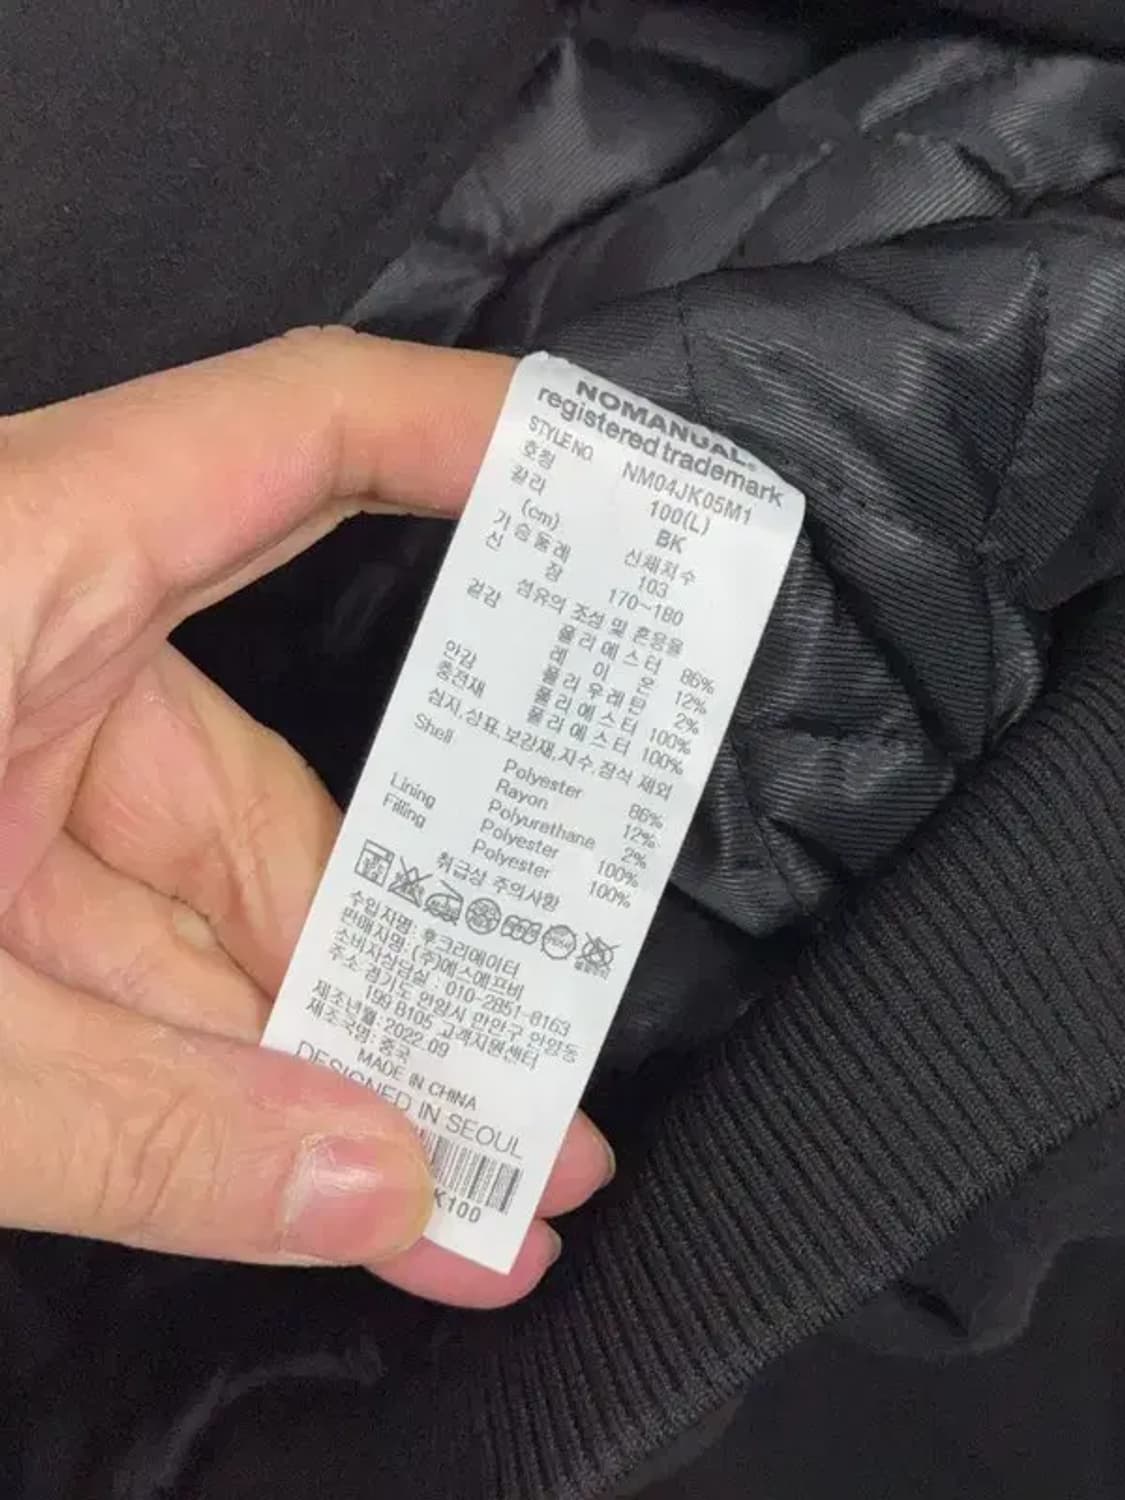 NOMANUAL®
registered trademark
STYLE NO NM04JK05M1
호칭 100(L)
칼라 BK
(cm) 신체치수
가슴둘레 103
신 장 170~180
섬유의 조성 및 혼용율
겉감 폴리에스터 86%
레 이 온 12%
폴리우레탄 2%
안감 폴리에스터 100%
충전재 폴리에스터 100%
심지,상표,보강재,지수,장식 제외
Shell Polyester 86%
Rayon 12%
Polyurethane 2%
Lining Polyester 100%
Filling Polyester 100%
취급상 주의사항
수입자명: 후크리에이터
판매자명: (주)에스에프비
소비자상담실 : 010-2851-8163
주소:경기도 안양시 만안구 안양동
199 B105 고객지원센터
제조년월: 2022.09
제조국명: 중국
MADE IN CHINA
DESIGNED IN SEOUL
K100